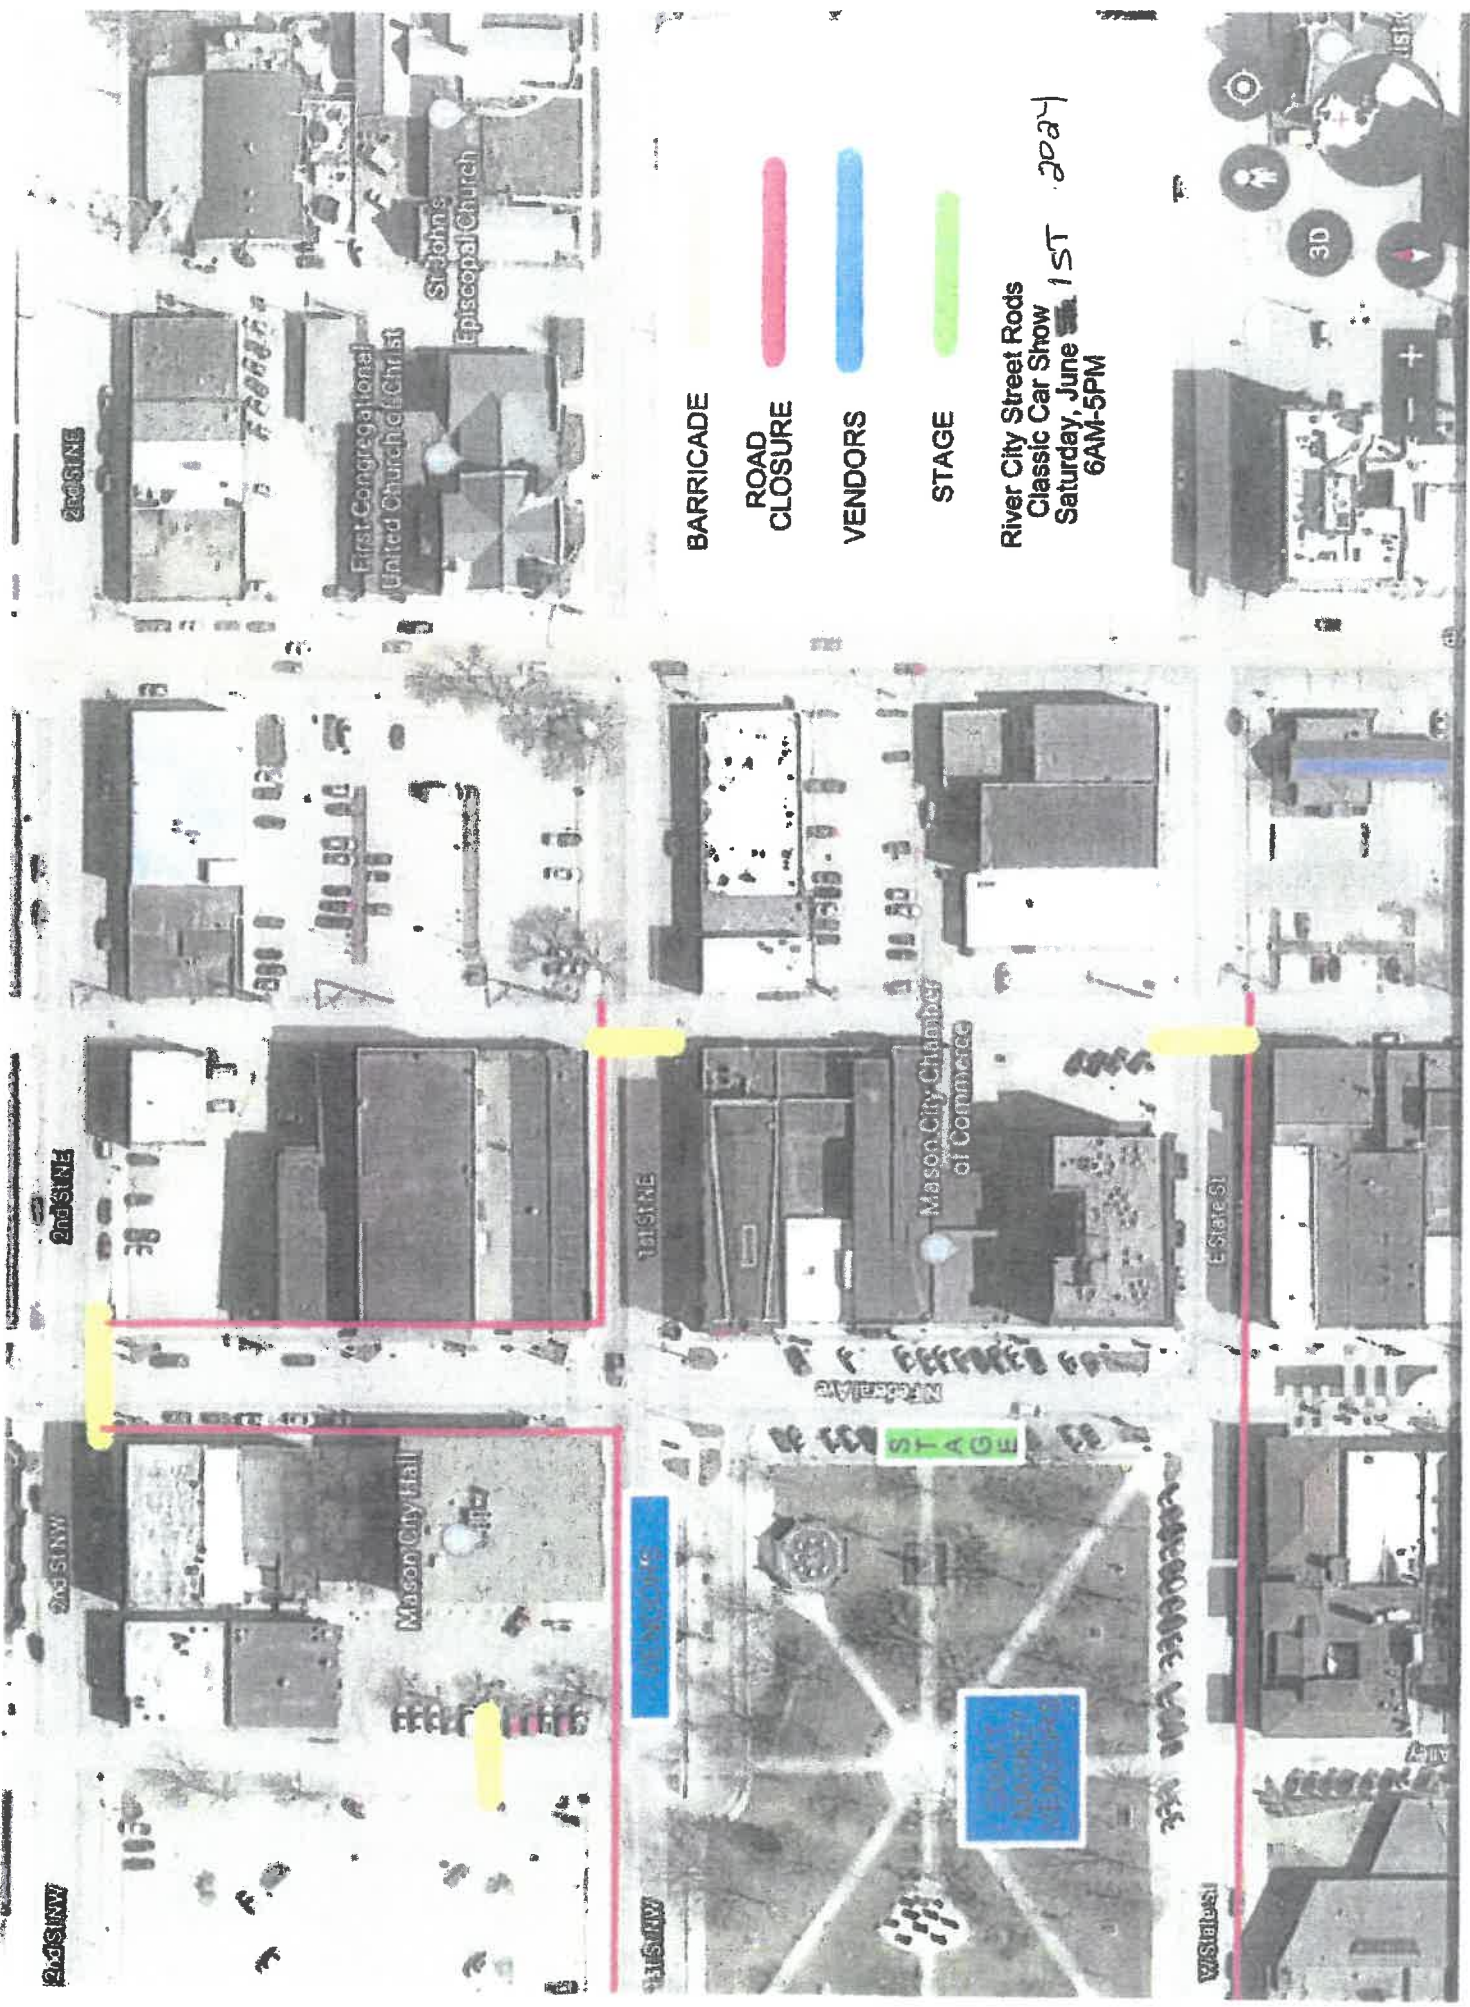 2nd St NW
2nd St NW
2nd St NE
2nd St NE
Mason City Hall
First Congregational
United Church of Christ
St John's
Episcopal Church
1st St NW
VENDORS
1st St NE
BARRICADE
ROAD
CLOSURE
VENDORS
STAGE
River City Street Rods
Classic Car Show
Saturday, June 1ST 2024
6AM-5PM
N Federal Ave
STAGE
Mason City Chamber
of Commerce
MARKET
VENDORS
W State St
E State St
Alley
3D